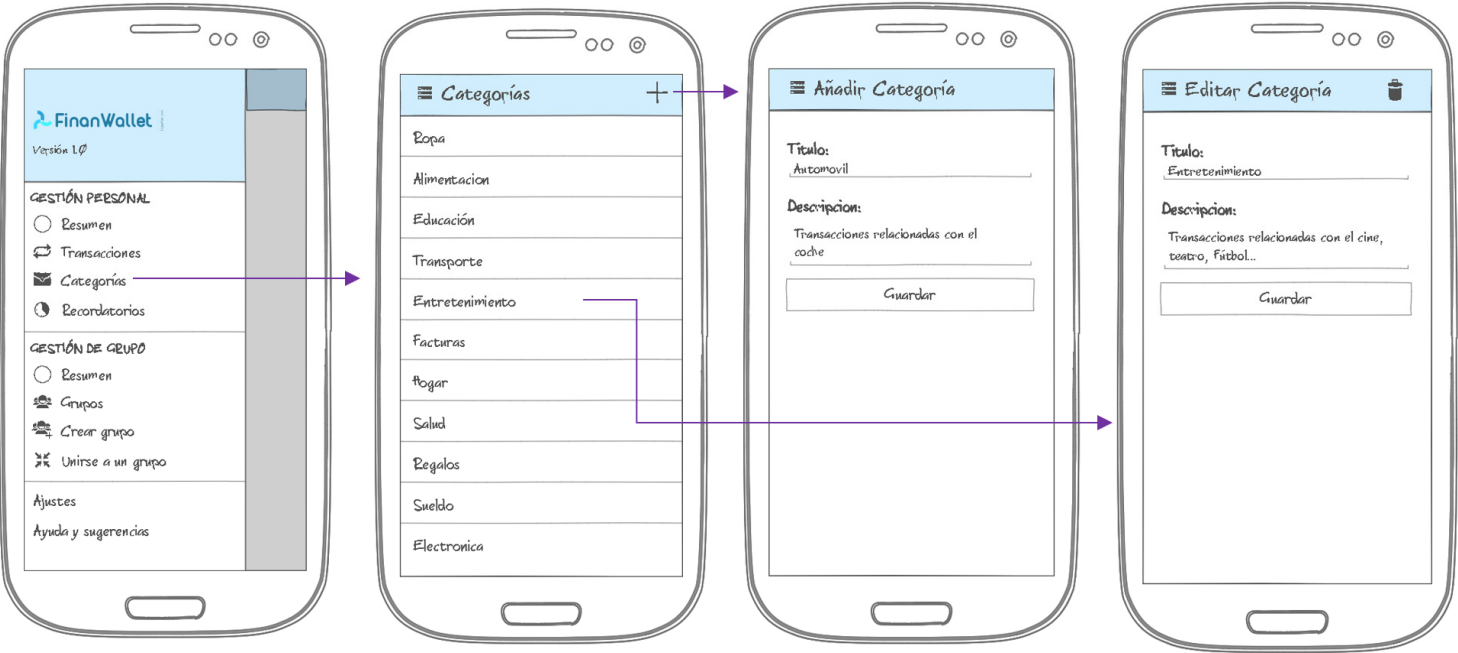 FinanWallet
Versión 1.0
GESTIÓN PERSONAL
Resumen
Transacciones
Categorías
Recordatorios
GESTIÓN DE GRUPO
Resumen
Grupos
Crear grupo
Unirse a un grupo
Ajustes
Ayuda y sugerencias
Categorías
Ropa
Alimentacion
Educación
Transporte
Entretenimiento
Facturas
Hogar
Salud
Regalos
Sueldo
Electronica
Añadir Categoría
Titulo:
Automovil
Descripcion:
Transacciones relacionadas con el
coche
Guardar
Editar Categoría
Titulo:
Entretenimiento
Descripcion:
Transacciones relacionadas con el cine,
teatro, Fútbol...
Guardar